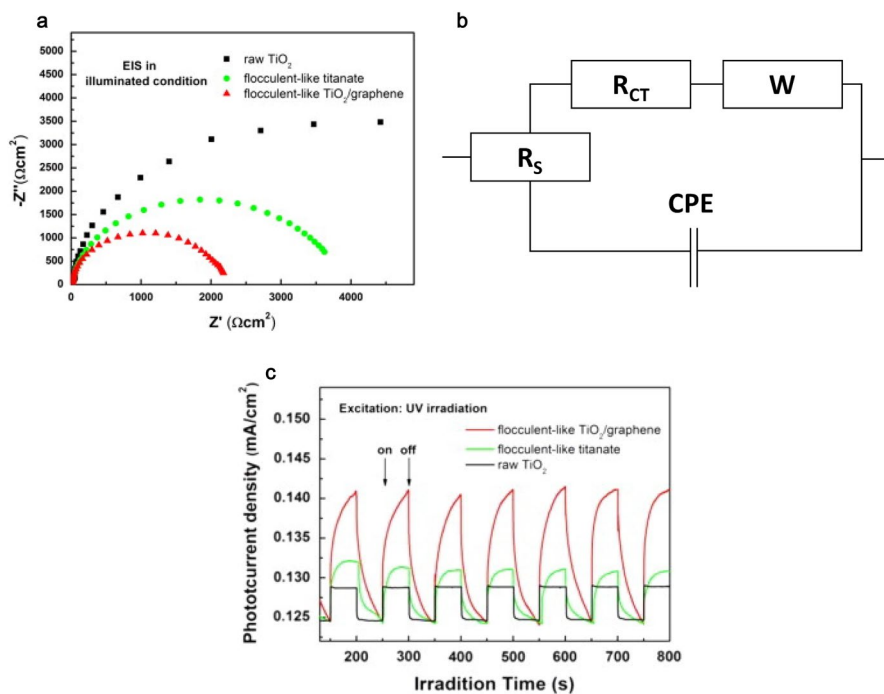 a
EIS in
illuminated condition
raw TiO₂
flocculent-like titanate
flocculent-like TiO₂/graphene
5000
4500
4000
3500
3000
2500
2000
1500
1000
500
0
-Z''(Ωcm²)
0 1000 2000 3000 4000
Z' (Ωcm²)
b
R_CT
W
R_S
CPE
c
Excitation: UV irradiation
flocculent-like TiO₂/graphene
flocculent-like titanate
raw TiO₂
on off
0.150
0.145
0.140
0.135
0.130
0.125
Phototcurrent density (mA/cm²)
200 300 400 500 600 700 800
Irradition Time (s)